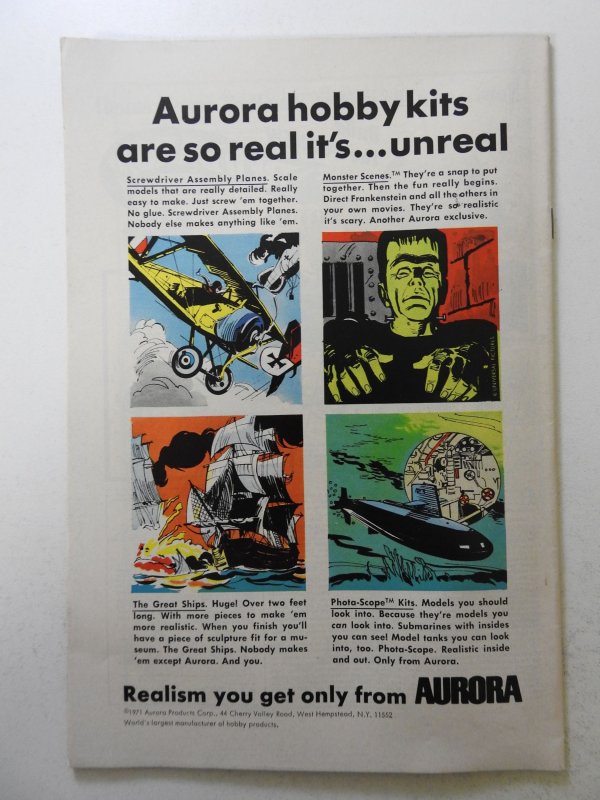 Aurora hobby kits
are so real it's...unreal
Screwdriver Assembly Planes. Scale
models that are really detailed. Really
easy to make. Just screw 'em together.
No glue. Screwdriver Assembly Planes.
Nobody else makes anything like 'em.
Monster Scenes.™ They're a snap to put
together. Then the fun really begins.
Direct Frankenstein and all the others in
your own movies. They're so realistic
it's scary. Another Aurora exclusive.
© UNIVERSAL PICTURES
The Great Ships. Huge! Over two feet
long. With more pieces to make 'em
more realistic. When you finish you'll
have a piece of sculpture fit for a mu-
seum. The Great Ships. Nobody makes
'em except Aurora. And you.
Phota-Scope™ Kits. Models you should
look into. Because they're models you
can look into. Submarines with insides
you can see! Model tanks you can look
into, too. Phota-Scope. Realistic inside
and out. Only from Aurora.
Realism you get only from AURORA
©1971 Aurora Products Corp., 44 Cherry Valley Road, West Hempstead, N.Y. 11552
World's largest manufacturer of hobby products.